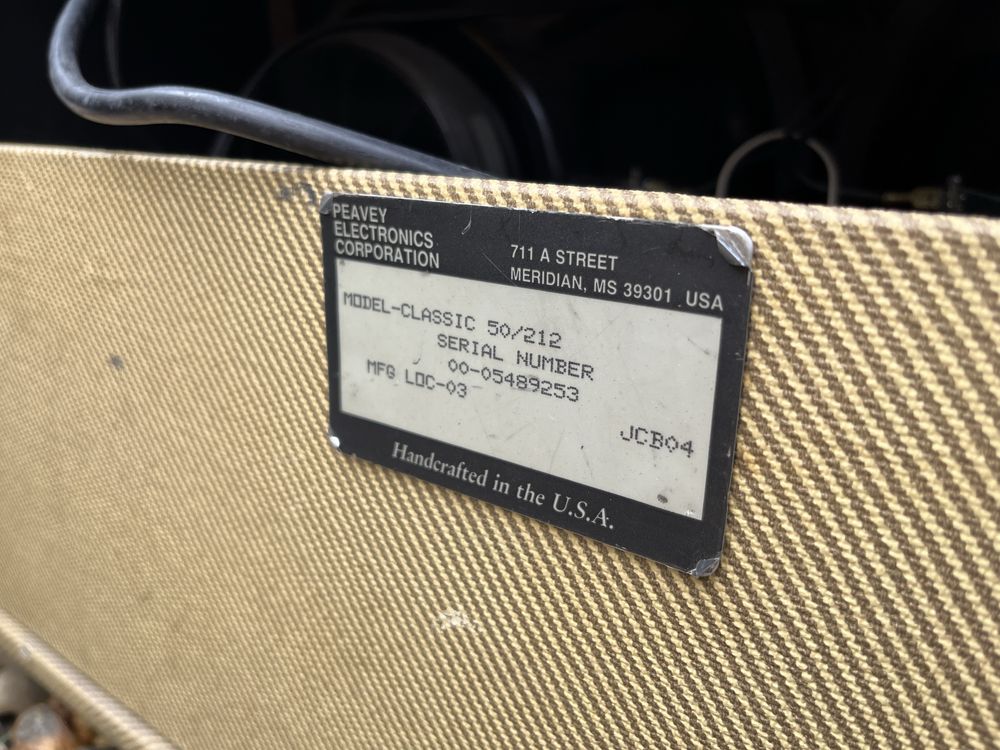 PEAVEY
ELECTRONICS
CORPORATION
711 A STREET
MERIDIAN, MS 39301 USA
MODEL-CLASSIC 50/212
SERIAL NUMBER
00-05489253
MFG LOC-03
JCB04
Handcrafted in the U.S.A.